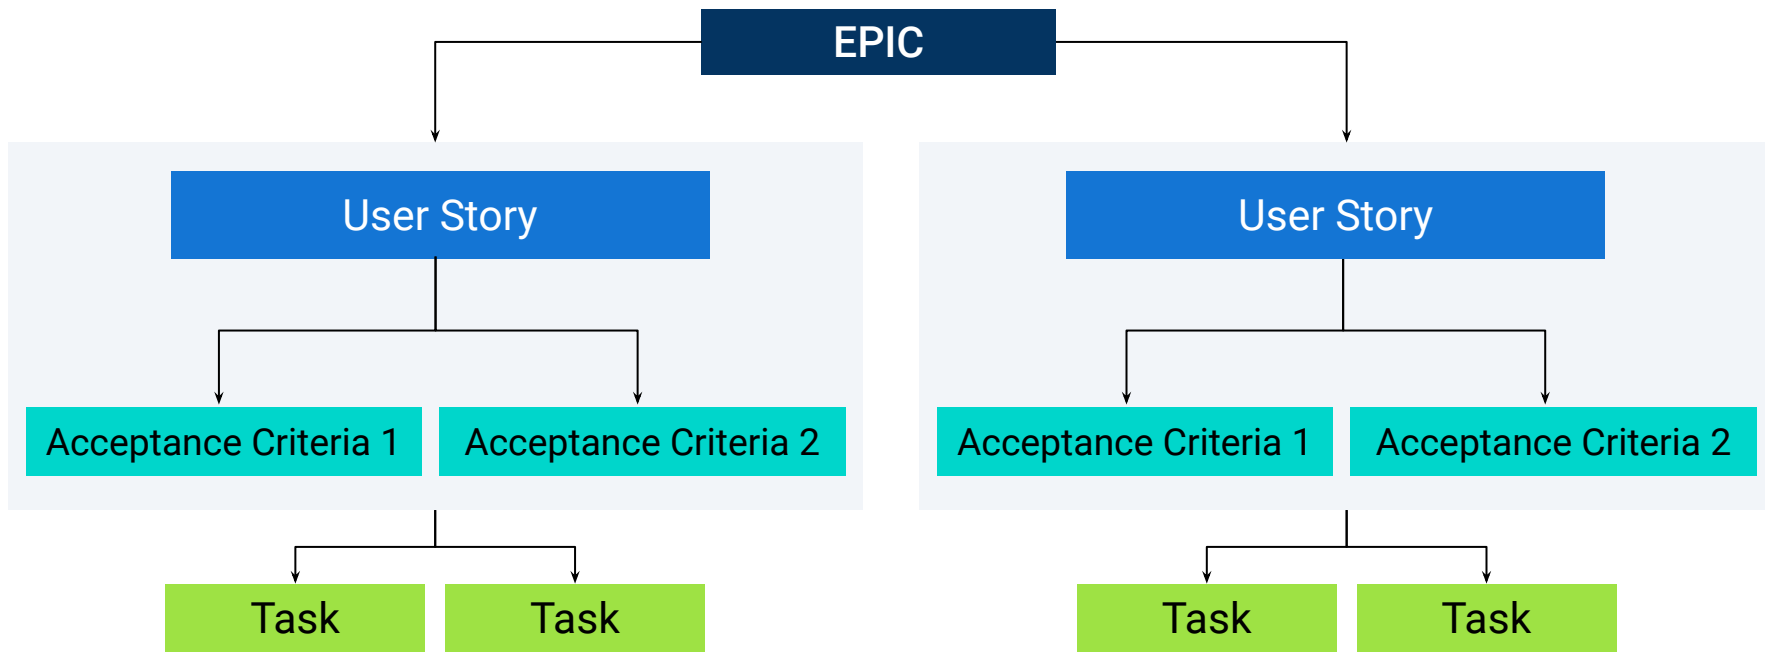 EPIC
User Story
User Story
Acceptance Criteria 1
Acceptance Criteria 2
Acceptance Criteria 1
Acceptance Criteria 2
Task
Task
Task
Task